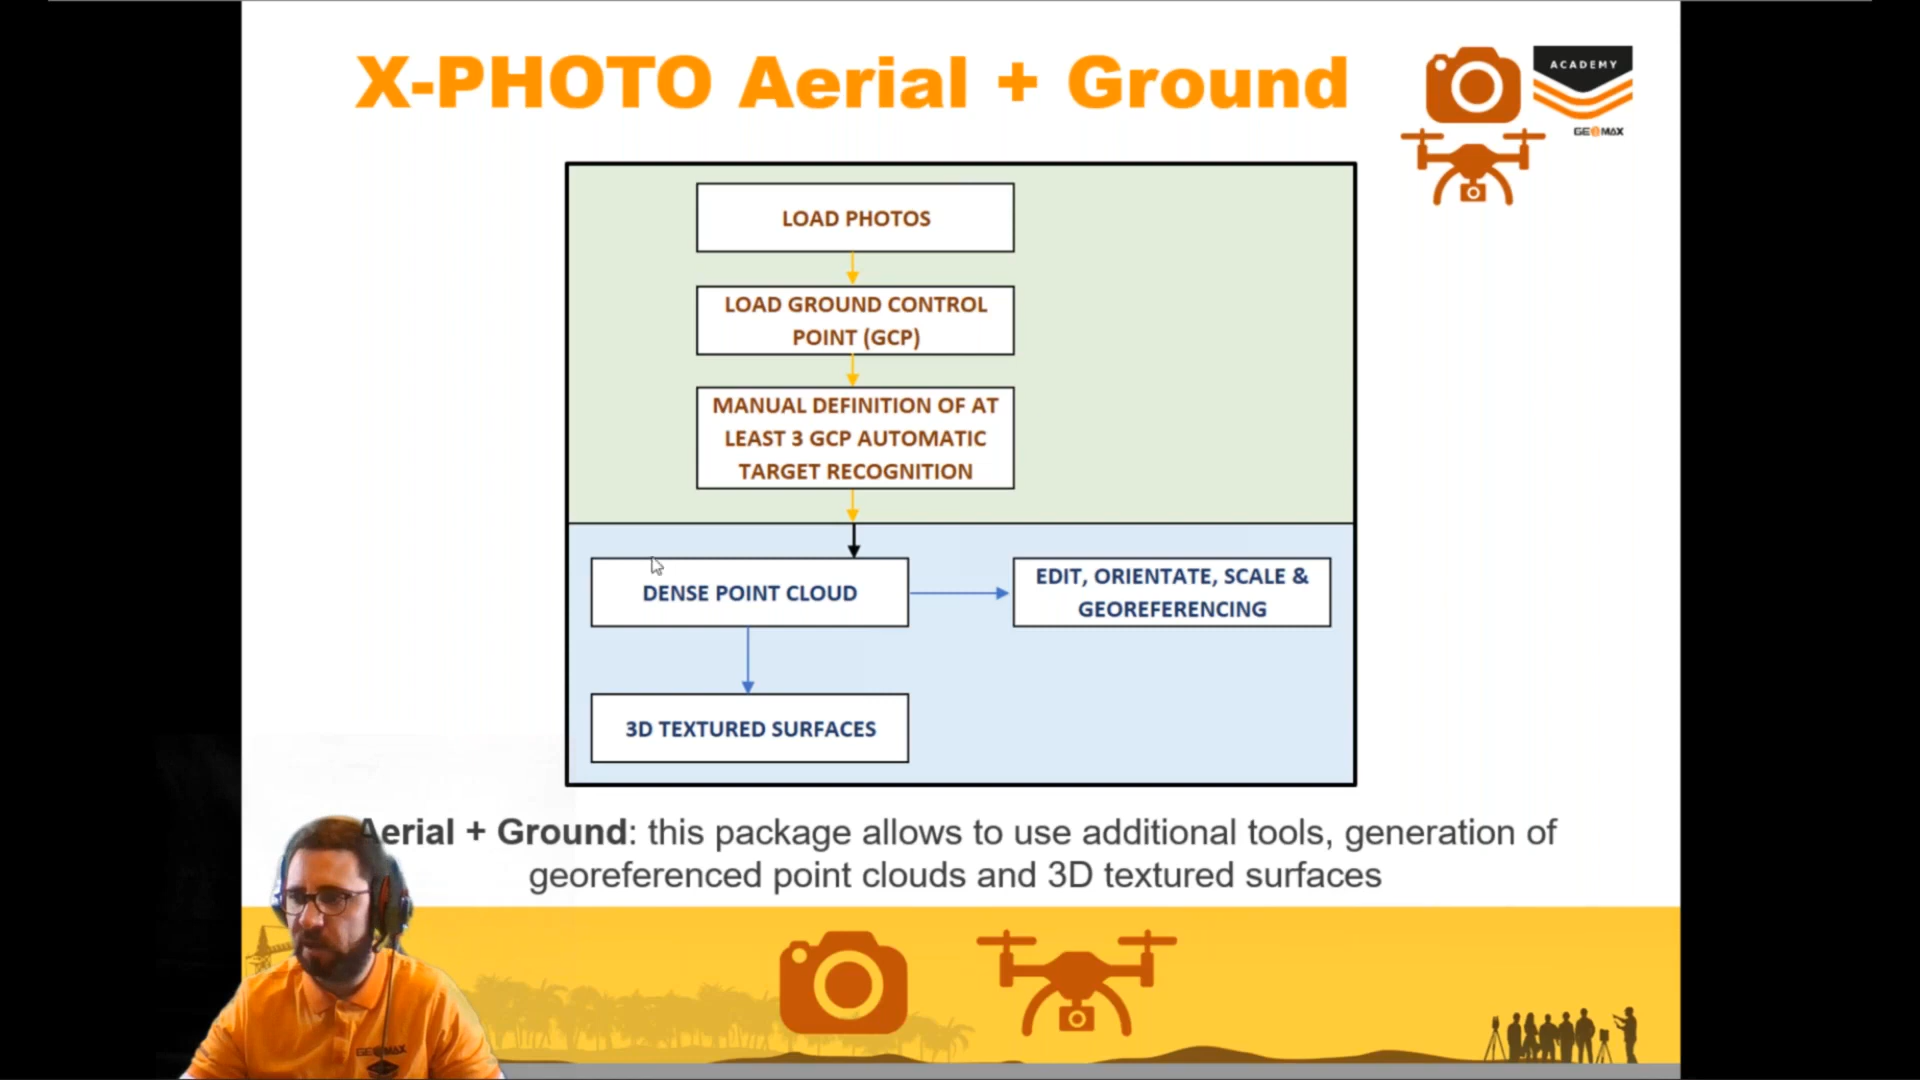 X-PHOTO Aerial + Ground
ACADEMY
GEOMAX
LOAD PHOTOS
LOAD GROUND CONTROL
POINT (GCP)
MANUAL DEFINITION OF AT
LEAST 3 GCP AUTOMATIC
TARGET RECOGNITION
DENSE POINT CLOUD
EDIT, ORIENTATE, SCALE &
GEOREFERENCING
3D TEXTURED SURFACES
Aerial + Ground: this package allows to use additional tools, generation of
georeferenced point clouds and 3D textured surfaces
GEOMAX